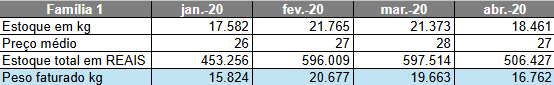 Família 1 jan.-20 fev.-20 mar.-20 abr.-20
Estoque em kg 17.582 21.765 21.373 18.461
Preço médio 26 27 28 27
Estoque total em REAIS 453.256 596.009 597.514 506.427
Peso faturado kg 15.824 20.677 19.663 16.762